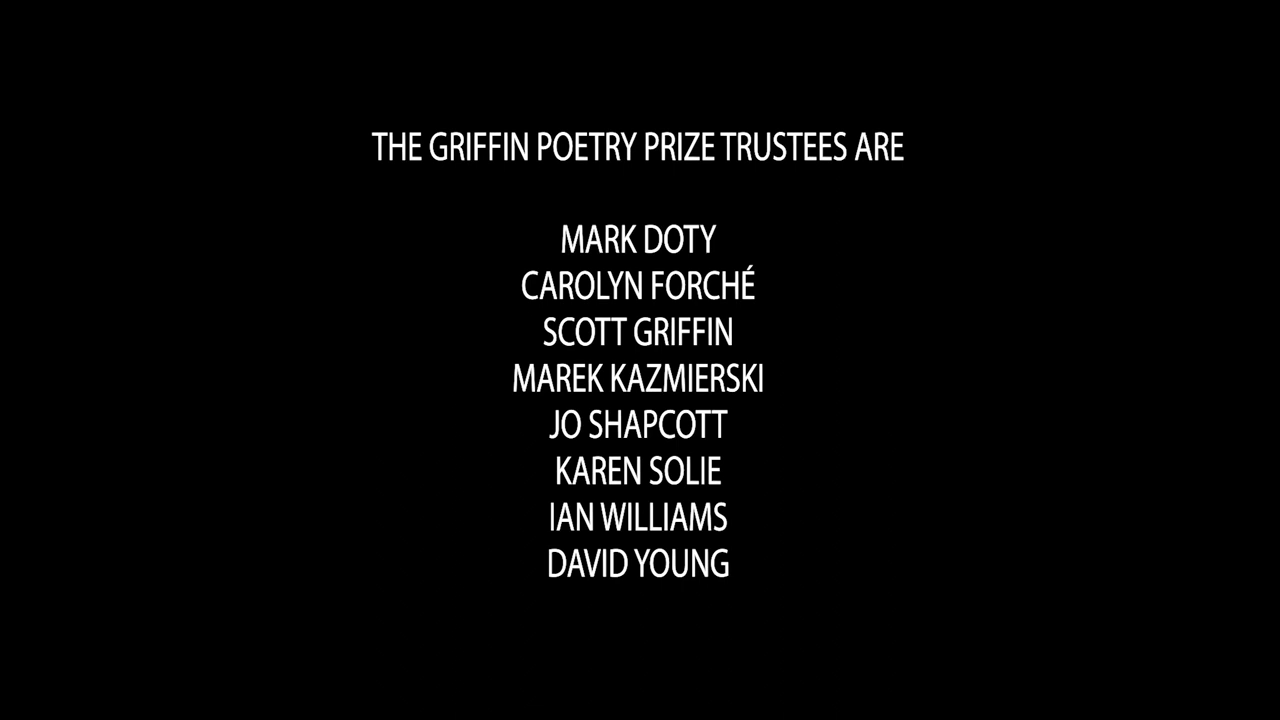 THE GRIFFIN POETRY PRIZE TRUSTEES ARE
MARK DOTY
CAROLYN FORCHÉ
SCOTT GRIFFIN
MAREK KAZMIERSKI
JO SHAPCOTT
KAREN SOLIE
IAN WILLIAMS
DAVID YOUNG